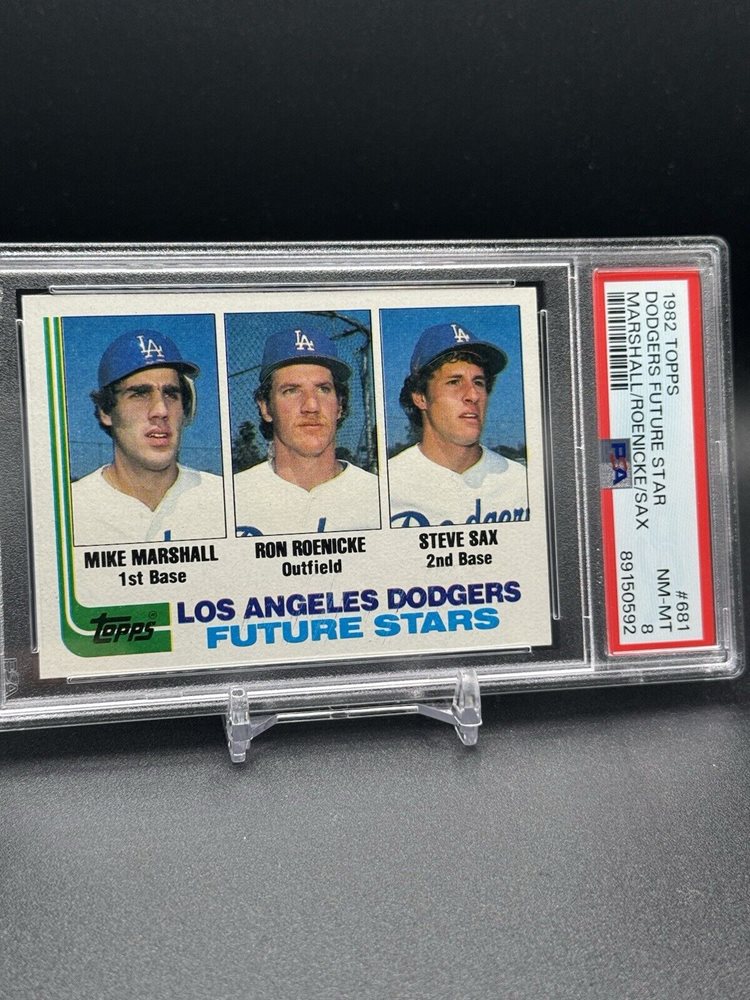 LA
LA
LA
Dodgers
MIKE MARSHALL
1st Base
RON ROENICKE
Outfield
STEVE SAX
2nd Base
Topps®
LOS ANGELES DODGERS
FUTURE STARS
1982 TOPPS
DODGERS FUTURE STAR
MARSHALL/ROENICKE/SAX
#681
NM-MT
8
89150592
PSA